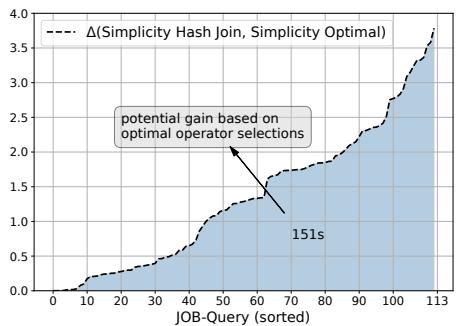 4.0
3.5
3.0
2.5
2.0
1.5
1.0
0.5
0.0
Δ(Simplicity Hash Join, Simplicity Optimal)
potential gain based on
optimal operator selections
151s
0 10 20 30 40 50 60 70 80 90 100 113
JOB-Query (sorted)